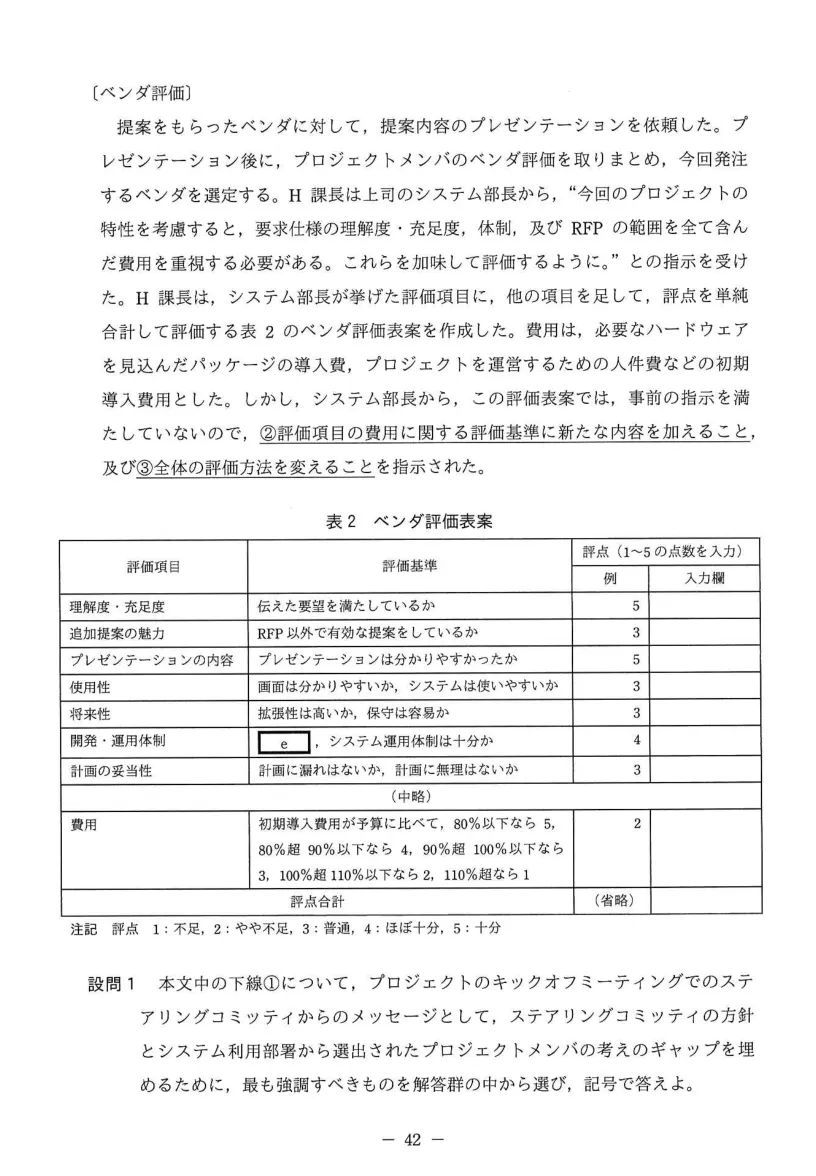 〔ベンダ評価〕
提案をもらったベンダに対して，提案内容のプレゼンテーションを依頼した。プ
レゼンテーション後に，プロジェクトメンバのベンダ評価を取りまとめ，今回発注
するベンダを選定する。H 課長は上司のシステム部長から，“今回のプロジェクトの
特性を考慮すると，要求仕様の理解度・充足度，体制，及び RFP の範囲を全て含ん
だ費用を重視する必要がある。これらを加味して評価するように。”との指示を受け
た。H 課長は，システム部長が挙げた評価項目に，他の項目を足して，評点を単純
合計して評価する表 2 のベンダ評価表案を作成した。費用は，必要なハードウェア
を見込んだパッケージの導入費，プロジェクトを運営するための人件費などの初期
導入費用とした。しかし，システム部長から，この評価表案では，事前の指示を満
たしていないので，②評価項目の費用に関する評価基準に新たな内容を加えること，
及び③全体の評価方法を変えることを指示された。
表 2 ベンダ評価表案
評価項目 評価基準 評点（1～5 の点数を入力）
例 入力欄
理解度・充足度 伝えた要望を満たしているか 5
追加提案の魅力 RFP 以外で有効な提案をしているか 3
プレゼンテーションの内容 プレゼンテーションは分かりやすかったか 5
使用性 画面は分かりやすいか，システムは使いやすいか 3
将来性 拡張性は高いか，保守は容易か 3
開発・運用体制 e ，システム運用体制は十分か 4
計画の妥当性 計画に漏れはないか，計画に無理はないか 3
（中略）
費用 初期導入費用が予算に比べて，80％以下なら 5， 2
80％超 90％以下なら 4，90％超 100％以下なら
3，100％超 110％以下なら 2，110％超なら 1
評点合計 （省略）
注記 評点 1：不足，2：やや不足，3：普通，4：ほぼ十分，5：十分
設問 1 本文中の下線①について，プロジェクトのキックオフミーティングでのステ
アリングコミッティからのメッセージとして，ステアリングコミッティの方針
とシステム利用部署から選出されたプロジェクトメンバの考えのギャップを埋
めるために，最も強調すべきものを解答群の中から選び，記号で答えよ。
－ 42 －